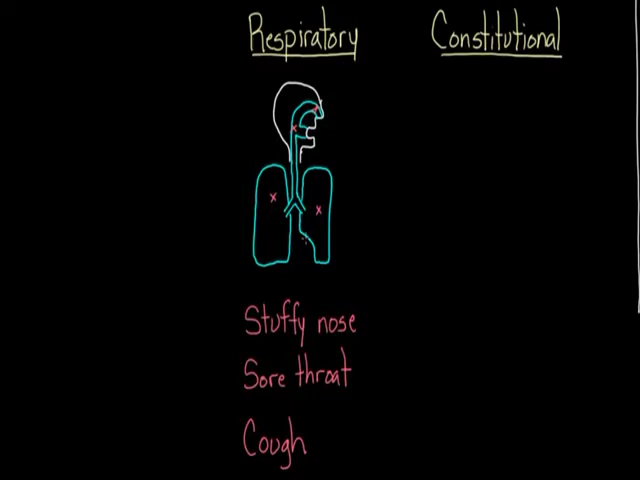 Respiratory Constitutional
Stuffy nose
Sore throat
Cough